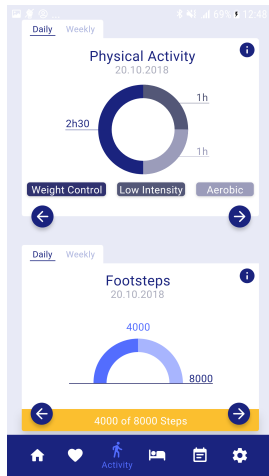 69% 12:48
Daily Weekly
Physical Activity
20.10.2018
1h
2h30
1h
Weight Control Low Intensity Aerobic
Daily Weekly
Footsteps
20.10.2018
4000
8000
4000 of 8000 Steps
Activity